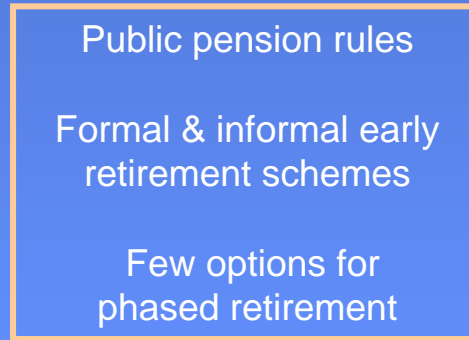 Public pension rules
Formal & informal early
retirement schemes
Few options for
phased retirement